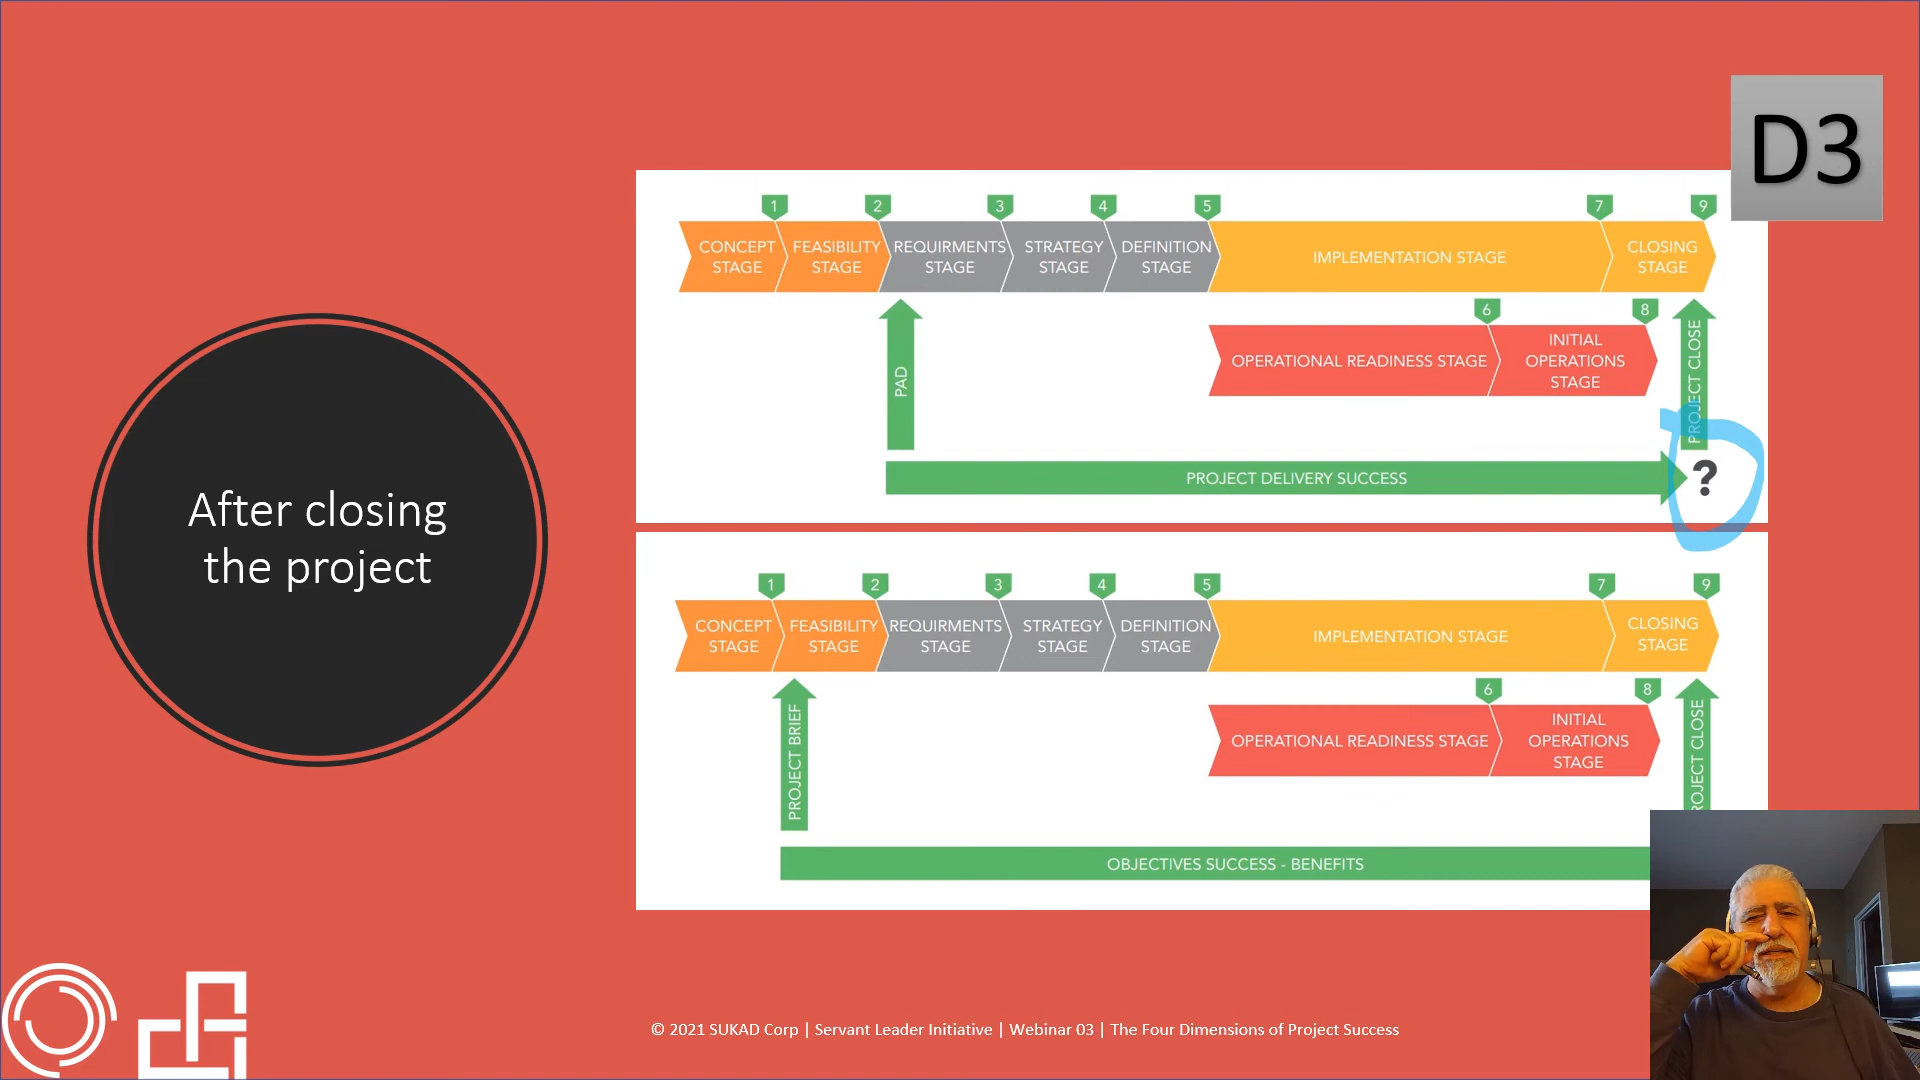 D3
After closing
the project
1
2
3
4
5
7
9
CONCEPT
STAGE
FEASIBILITY
STAGE
REQUIRMENTS
STAGE
STRATEGY
STAGE
DEFINITION
STAGE
IMPLEMENTATION STAGE
CLOSING
STAGE
6
8
OPERATIONAL READINESS STAGE
INITIAL
OPERATIONS
STAGE
PAD
PROJECT CLOSE
PROJECT DELIVERY SUCCESS
?
1
2
3
4
5
7
9
CONCEPT
STAGE
FEASIBILITY
STAGE
REQUIRMENTS
STAGE
STRATEGY
STAGE
DEFINITION
STAGE
IMPLEMENTATION STAGE
CLOSING
STAGE
6
8
OPERATIONAL READINESS STAGE
INITIAL
OPERATIONS
STAGE
PROJECT BRIEF
ROJECT CLOSE
OBJECTIVES SUCCESS - BENEFITS
© 2021 SUKAD Corp | Servant Leader Initiative | Webinar 03 | The Four Dimensions of Project Success